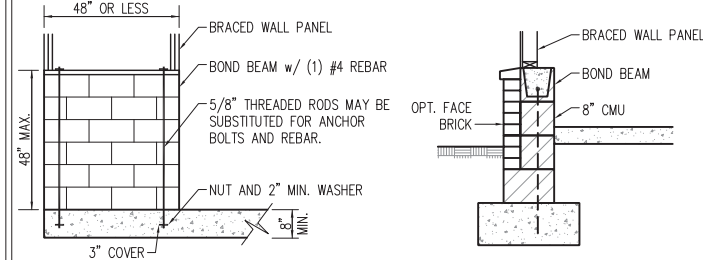 48" OR LESS
BRACED WALL PANEL
BOND BEAM w/ (1) #4 REBAR
5/8" THREADED RODS MAY BE
SUBSTITUTED FOR ANCHOR
BOLTS AND REBAR.
48" MAX.
NUT AND 2" MIN. WASHER
8"
MIN.
3" COVER
BRACED WALL PANEL
BOND BEAM
8" CMU
OPT. FACE
BRICK